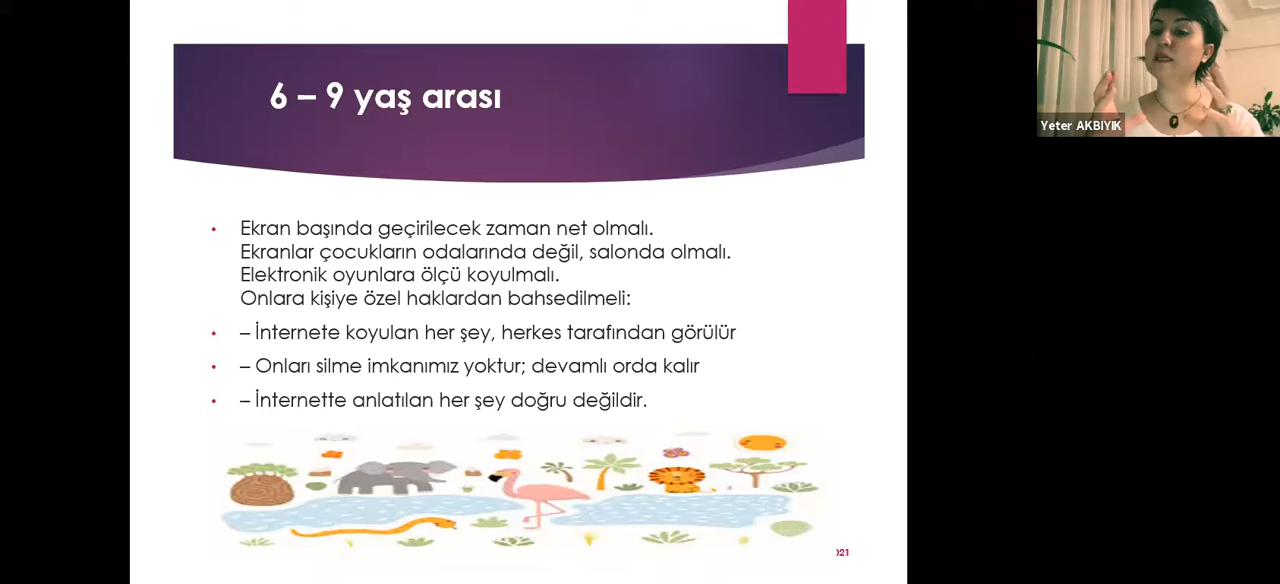 6 – 9 yaş arası
Yeter AKBIYIK
• Ekran başında geçirilecek zaman net olmalı.
Ekranlar çocukların odalarında değil, salonda olmalı.
Elektronik oyunlara ölçü koyulmalı.
Onlara kişiye özel haklardan bahsedilmeli:
• – İnternete koyulan her şey, herkes tarafından görülür
• – Onları silme imkanımız yoktur; devamlı orda kalır
• – İnternette anlatılan her şey doğru değildir.